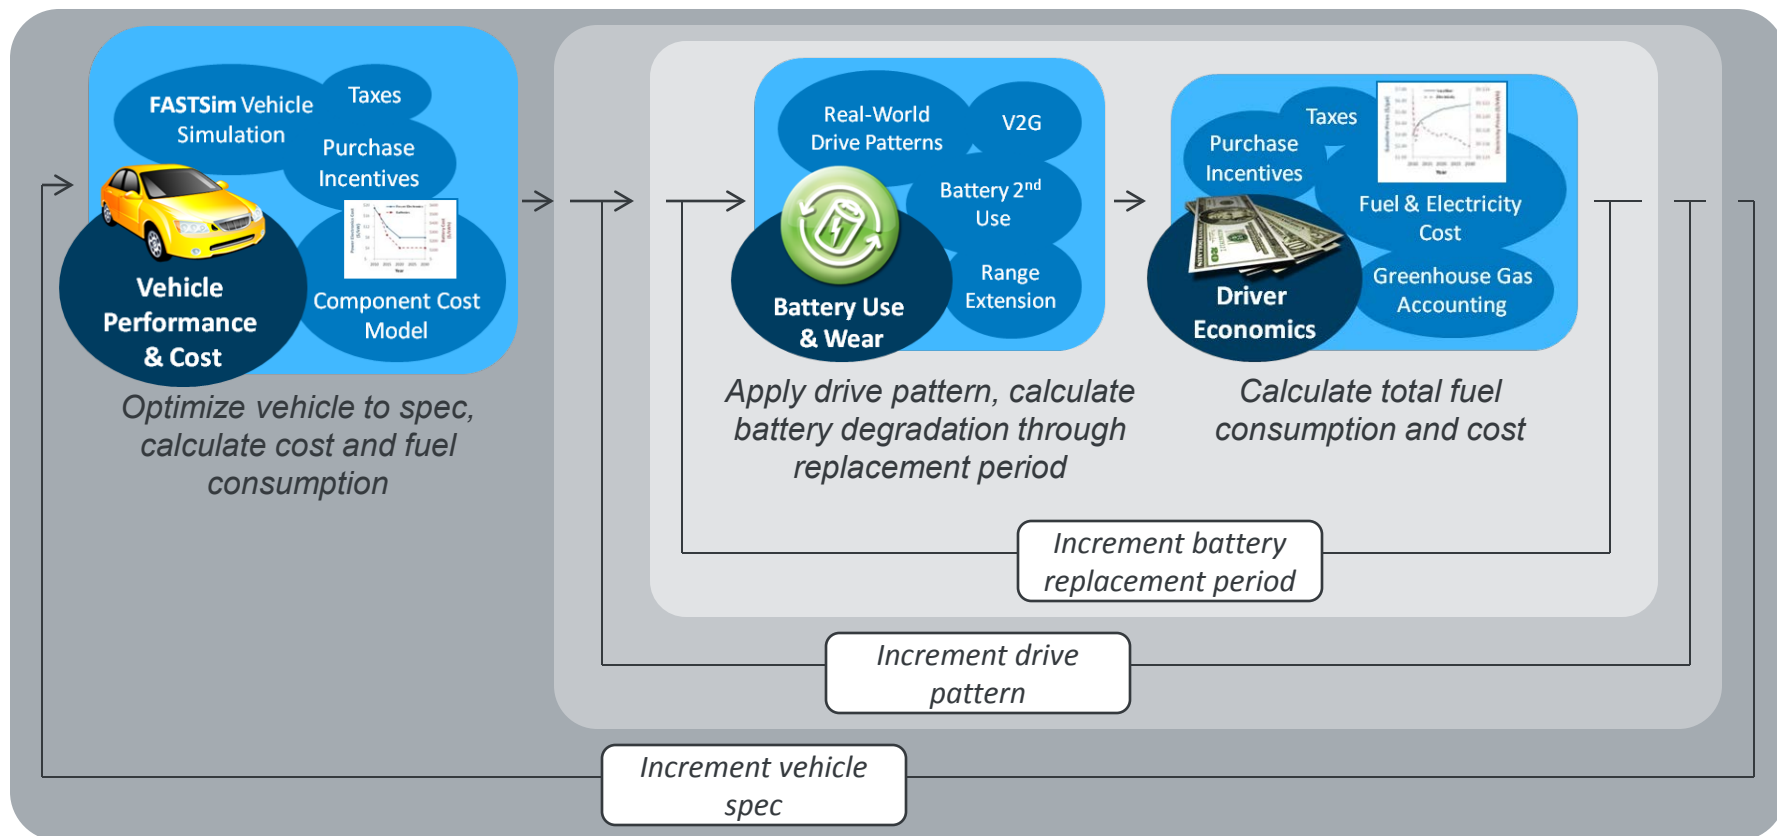 FASTSim Vehicle
Simulation
Taxes
Purchase
Incentives
Component Cost
Model
Vehicle
Performance
& Cost
Optimize vehicle to spec,
calculate cost and fuel
consumption
Real-World
Drive Patterns
V2G
Battery 2nd
Use
Range
Extension
Battery Use
& Wear
Apply drive pattern, calculate
battery degradation through
replacement period
Taxes
Purchase
Incentives
Year
Fuel & Electricity
Cost
Greenhouse Gas
Accounting
Driver
Economics
Calculate total fuel
consumption and cost
Increment battery
replacement period
Increment drive
pattern
Increment vehicle
spec